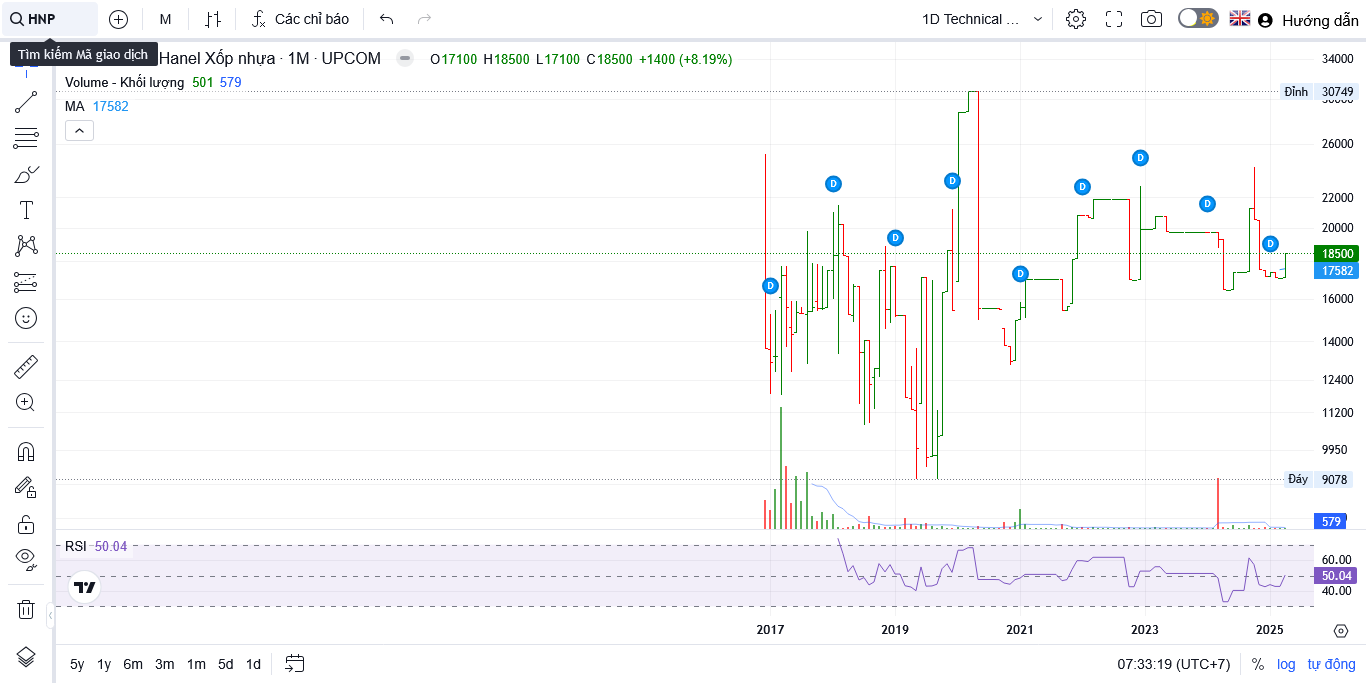 HNP M Các chỉ báo 1D Technical ... Hướng dẫn
Tìm kiếm Mã giao dịch
Hanel Xốp nhựa · 1M · UPCOM O17100 H18500 L17100 C18500 +1400 (+8.19%)
Volume - Khối lượng 501 579
MA 17582
34000
Đỉnh 30749
26000
D D D D D D D D D
22000
20000
18500
17582
16000
14000
12400
11200
9950
Đáy 9078
579
RSI 50.04
60.00
50.04
40.00
2017 2019 2021 2023 2025
5y 1y 6m 3m 1m 5d 1d 07:33:19 (UTC+7) % log tự động